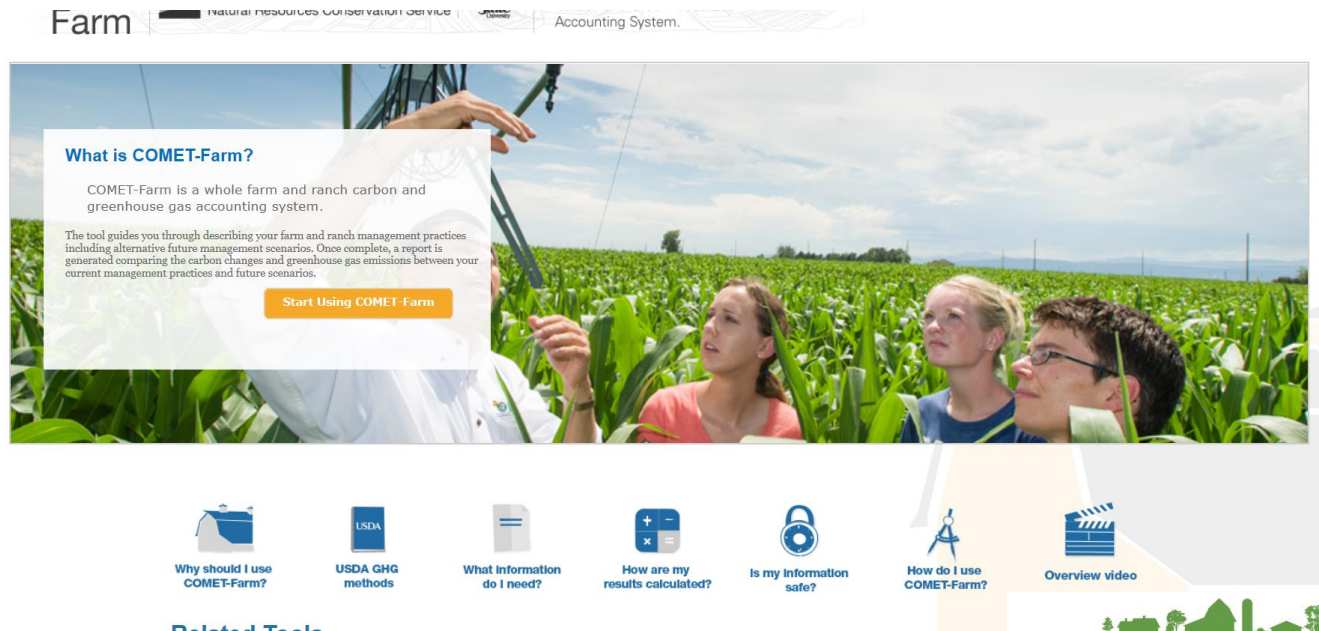 Farm
Natural Resources Conservation Service
State
University
Accounting System.
What is COMET-Farm?
COMET-Farm is a whole farm and ranch carbon and
greenhouse gas accounting system.
The tool guides you through describing your farm and ranch management practices
including alternative future management scenarios. Once complete, a report is
generated comparing the carbon changes and greenhouse gas emissions between your
current management practices and future scenarios.
Start Using COMET-Farm
USDA
Why should I use
COMET-Farm?
USDA GHG
methods
What information
do I need?
How are my
results calculated?
Is my information
safe?
How do I use
COMET-Farm?
Overview video
Related Tools